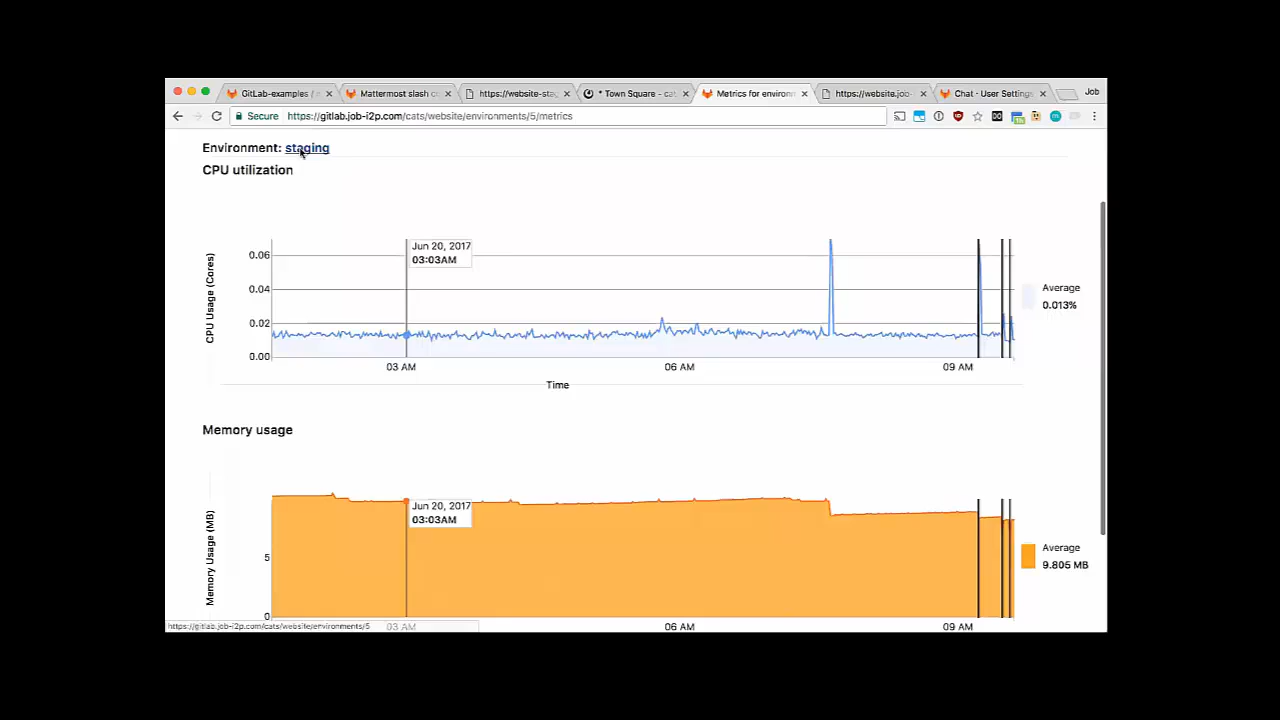 GitLab-examples /
Mattermost slash co
https://website-sta
* Town Square - ca
Metrics for environm
https://website.job-
Chat · User Settings
Job
Secure https://gitlab.job-i2p.com/cats/website/environments/5/metrics
Environment: staging
CPU utilization
Jun 20, 2017
03:03AM
CPU Usage (Cores)
0.06
0.04
0.02
0.00
03 AM
06 AM
09 AM
Time
Average
0.013%
Memory usage
Jun 20, 2017
03:03AM
Memory Usage (MB)
5
0
Average
9.805 MB
https://gitlab.job-i2p.com/cats/website/environments/5
03 AM
06 AM
09 AM